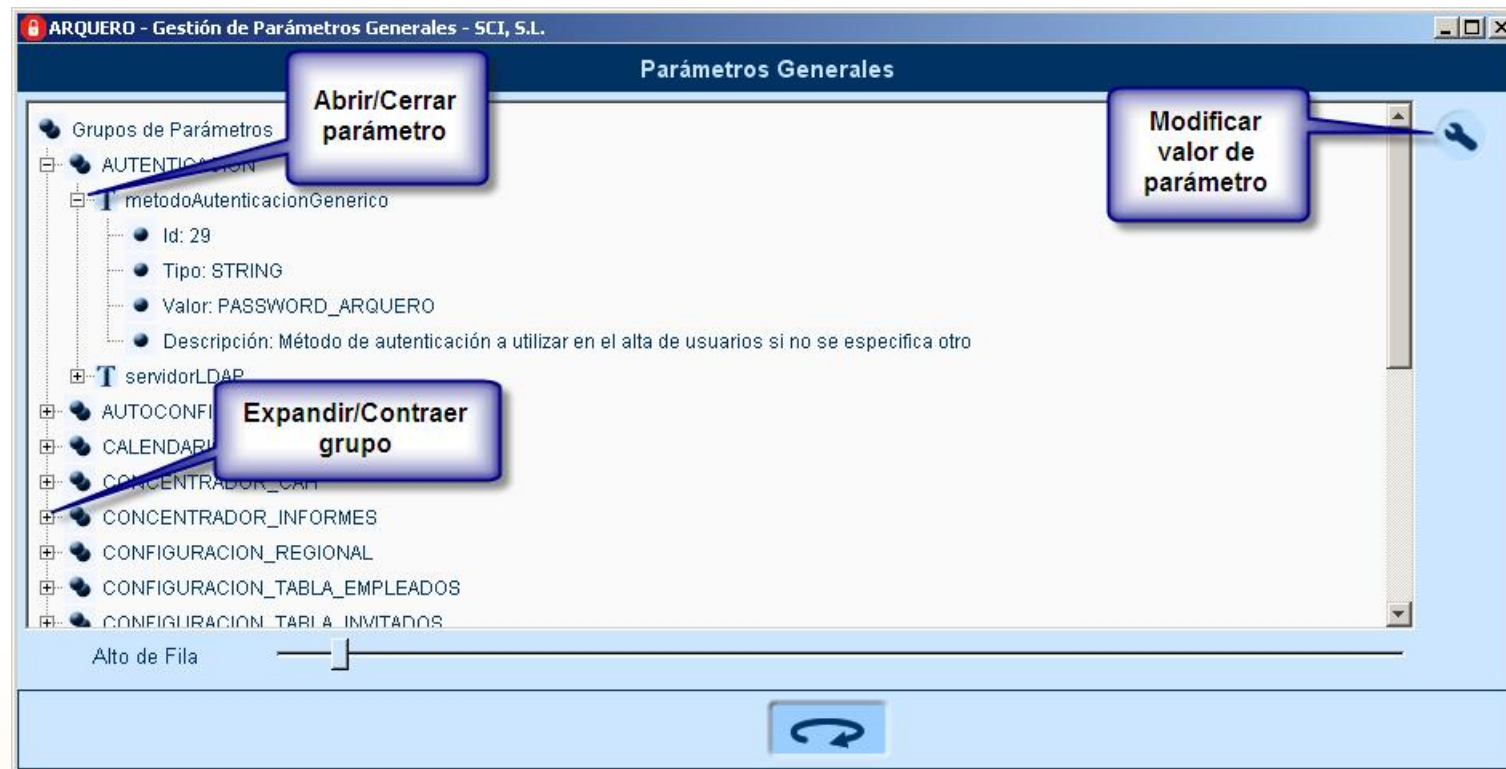 ARQUERO - Gestión de Parámetros Generales - SCI, S.L.
Parámetros Generales
Abrir/Cerrar
parámetro
Modificar
valor de
parámetro
Grupos de Parámetros
AUTENTICACION
metodoAutenticacionGenerico
Id: 29
Tipo: STRING
Valor: PASSWORD_ARQUERO
Descripción: Método de autenticación a utilizar en el alta de usuarios si no se especifica otro
servidorLDAP
Expandir/Contraer
grupo
CONCENTRADOR_CAR
CONCENTRADOR_INFORMES
CONFIGURACION_REGIONAL
CONFIGURACION_TABLA_EMPLEADOS
CONFIGURACION_TABLA_INVITADOS
Alto de Fila